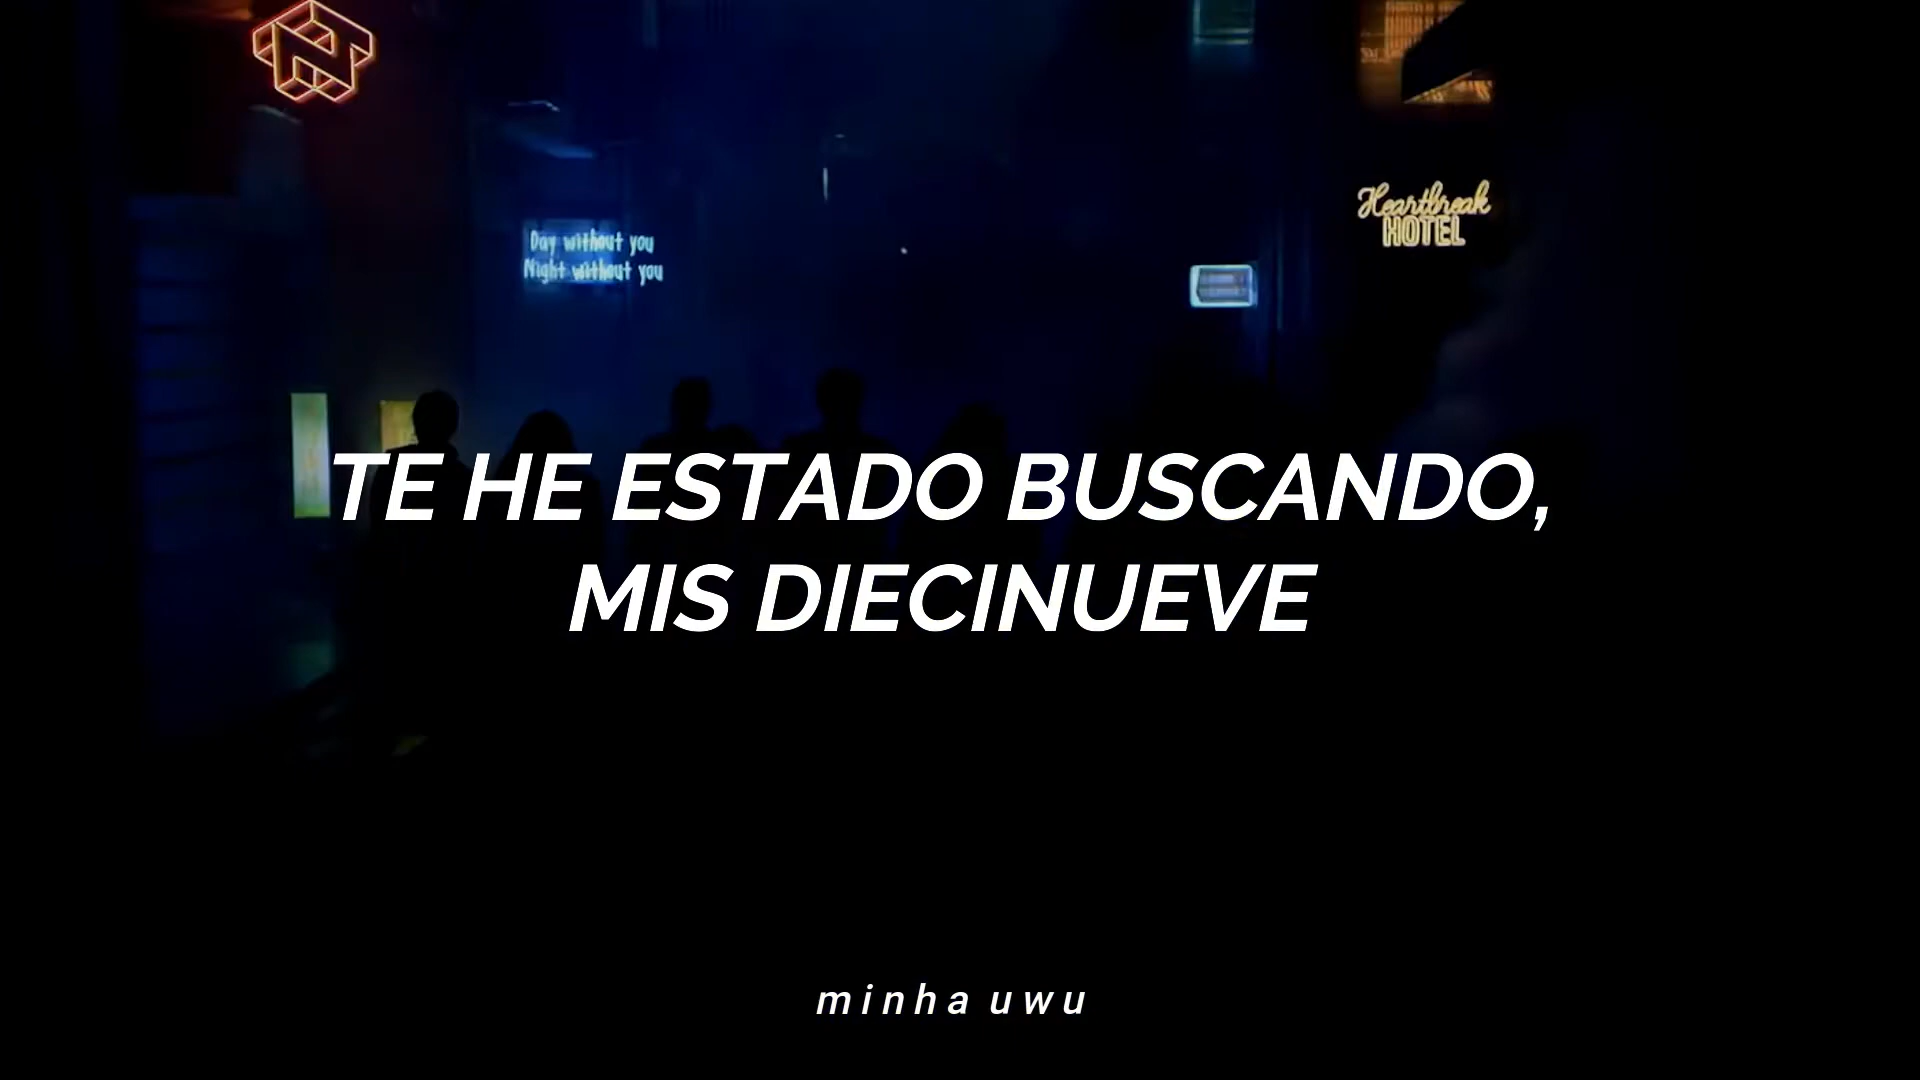 Day without you
Night without you
Heartbreak
HOTEL
TE HE ESTADO BUSCANDO,
MIS DIECINUEVE
minha uwu